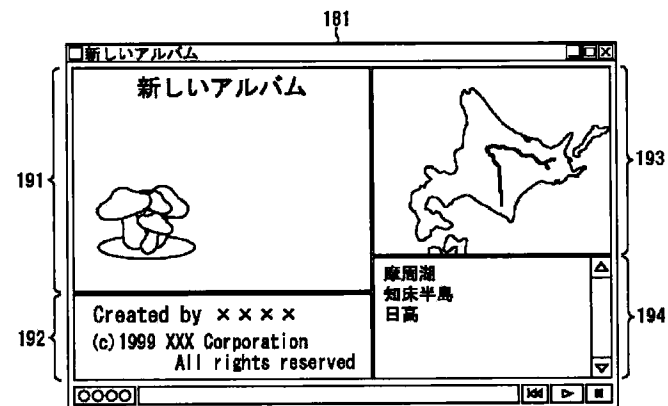 181
新しいアルバム
新しいアルバム
191
193
摩周湖
知床半島
日高
194
192
Created by ××××
(c)1999 XXX Corporation
All rights reserved
○○○○